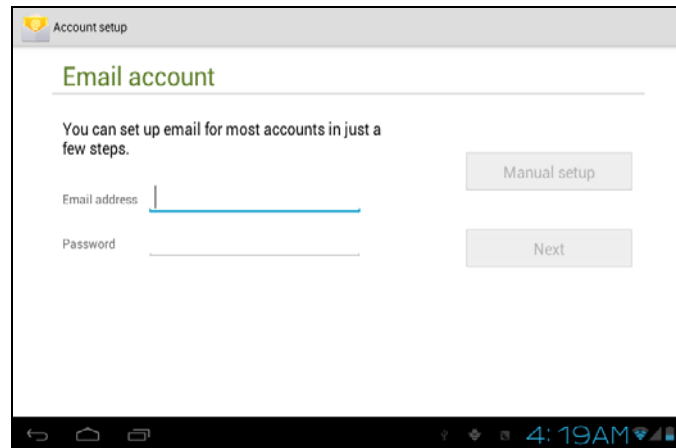 Account setup
Email account
You can set up email for most accounts in just a
few steps.
Manual setup
Email address
Password
Next
4:19AM